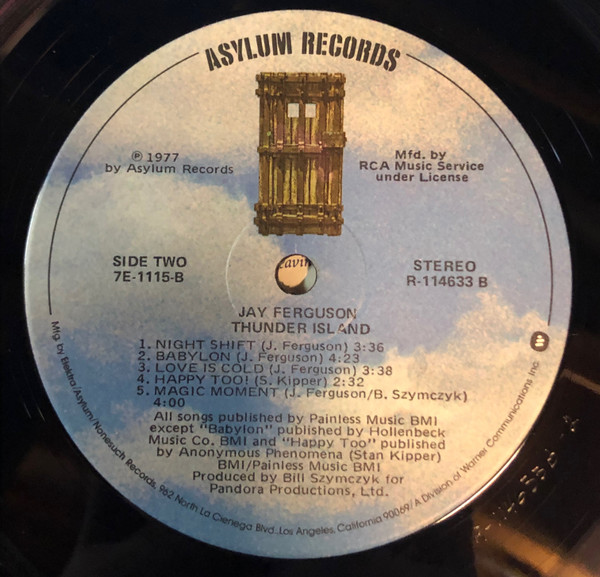 ASYLUM RECORDS
℗ 1977
by Asylum Records
Mfd. by
RCA Music Service
under License
SIDE TWO
7E-1115-B
STEREO
R-114633 B
JAY FERGUSON
THUNDER ISLAND
1. NIGHT SHIFT (J. Ferguson) 3:36
2. BABYLON (J. Ferguson) 4:23
3. LOVE IS COLD (J. Ferguson) 3:38
4. HAPPY TOO! (S. Kipper) 2:32
5. MAGIC MOMENT (J. Ferguson/B. Szymczyk)
4:00
All songs published by Painless Music BMI
except "Babylon" published by Hollenbeck
Music Co. BMI and "Happy Too" published
by Anonymous Phenomena (Stan Kipper)
BMI/Painless Music BMI
Produced by Bill Szymczyk for
Pandora Productions, Ltd.
Mfg. by Elektra/Asylum/Nonesuch Records, 962 North La Cienega Blvd., Los Angeles, California 90069/A Division of Warner Communications Inc.